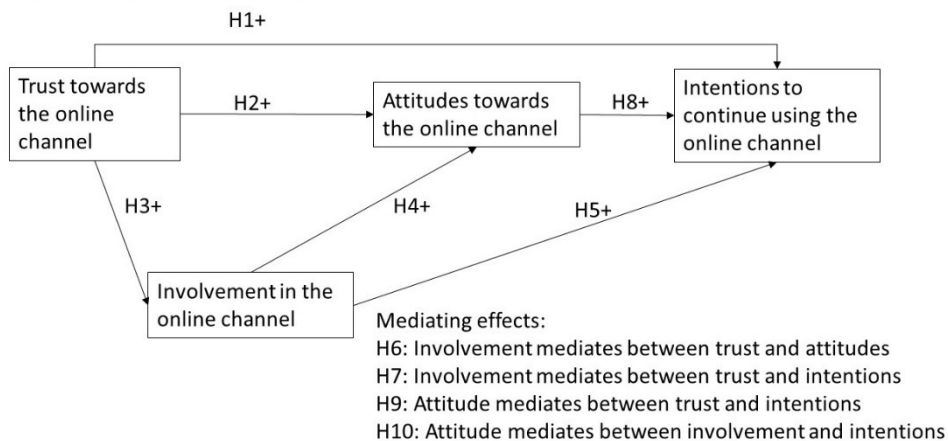 H1+
Trust towards
the online
channel
H2+
Attitudes towards
the online channel
H8+
Intentions to
continue using the
online channel
H3+
H4+
H5+
Involvement in the
online channel
Mediating effects:
H6: Involvement mediates between trust and attitudes
H7: Involvement mediates between trust and intentions
H9: Attitude mediates between trust and intentions
H10: Attitude mediates between involvement and intentions